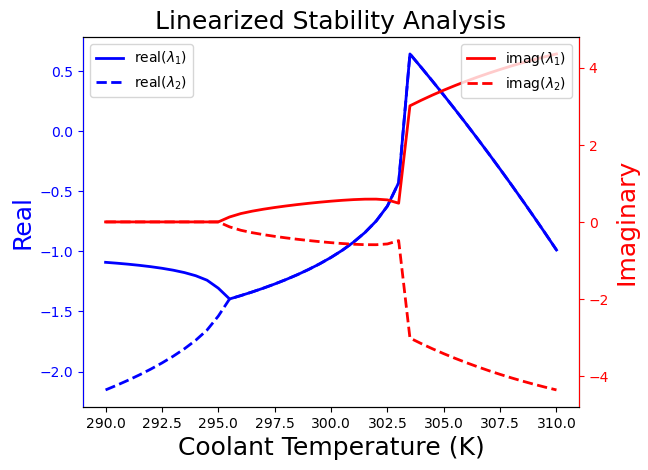 Linearized Stability Analysis
real(λ₁)
real(λ₂)
imag(λ₁)
imag(λ₂)
0.5
0.0
−0.5
−1.0
−1.5
−2.0
Real
4
2
0
−2
−4
Imaginary
290.0 292.5 295.0 297.5 300.0 302.5 305.0 307.5 310.0
Coolant Temperature (K)